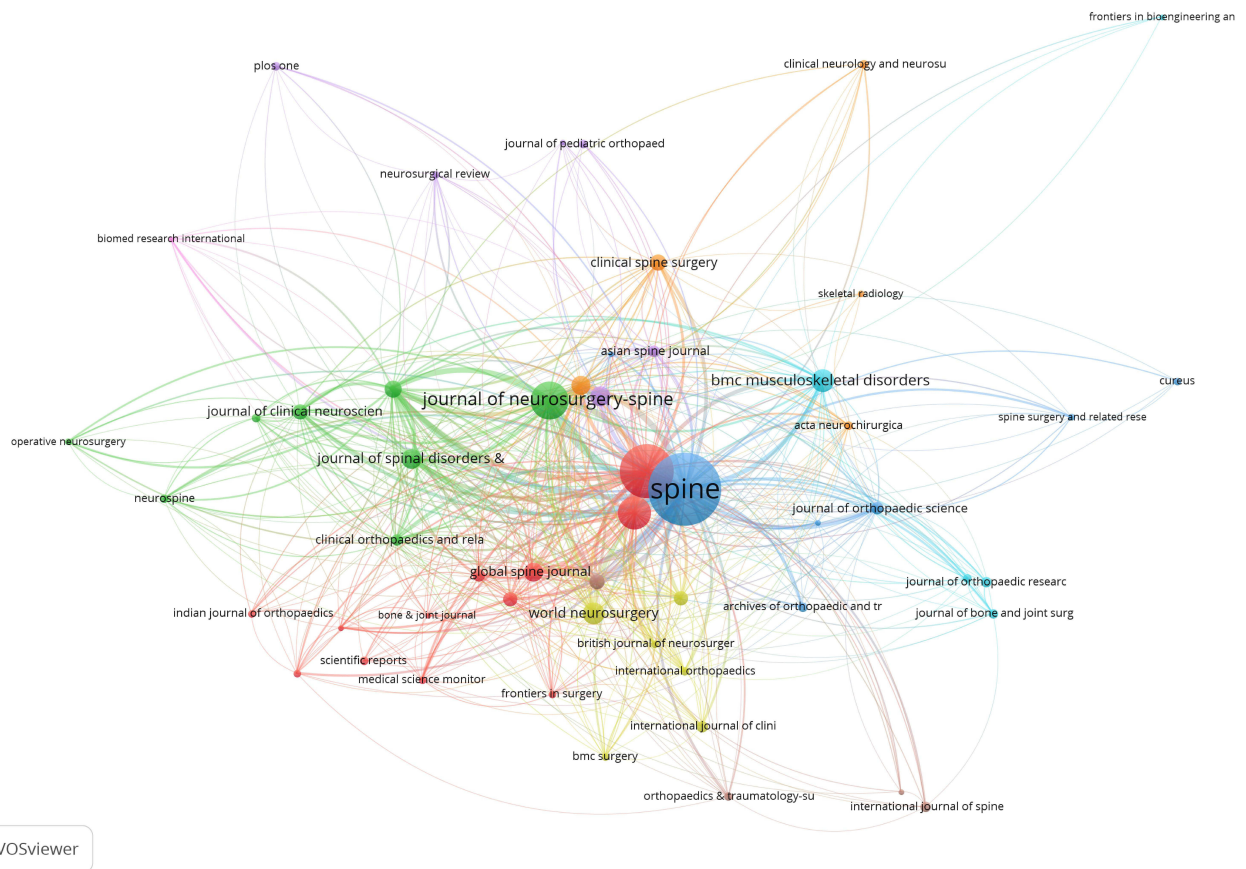 frontiers in bioengineering an
plos one
clinical neurology and neurosu
journal of pediatric orthopaed
neurosurgical review
biomed research international
clinical spine surgery
skeletal radiology
asian spine journal
bmc musculoskeletal disorders
cureus
journal of neurosurgery-spine
journal of clinical neuroscien
spine surgery and related rese
acta neurochirurgica
operative neurosurgery
journal of spinal disorders &
spine
neurospine
journal of orthopaedic science
clinical orthopaedics and rela
global spine journal
journal of orthopaedic researc
indian journal of orthopaedics
bone & joint journal
world neurosurgery
archives of orthopaedic and tr
journal of bone and joint surg
british journal of neurosurger
scientific reports
international orthopaedics
medical science monitor
frontiers in surgery
international journal of clini
bmc surgery
orthopaedics & traumatology-su
international journal of spine
VOSviewer